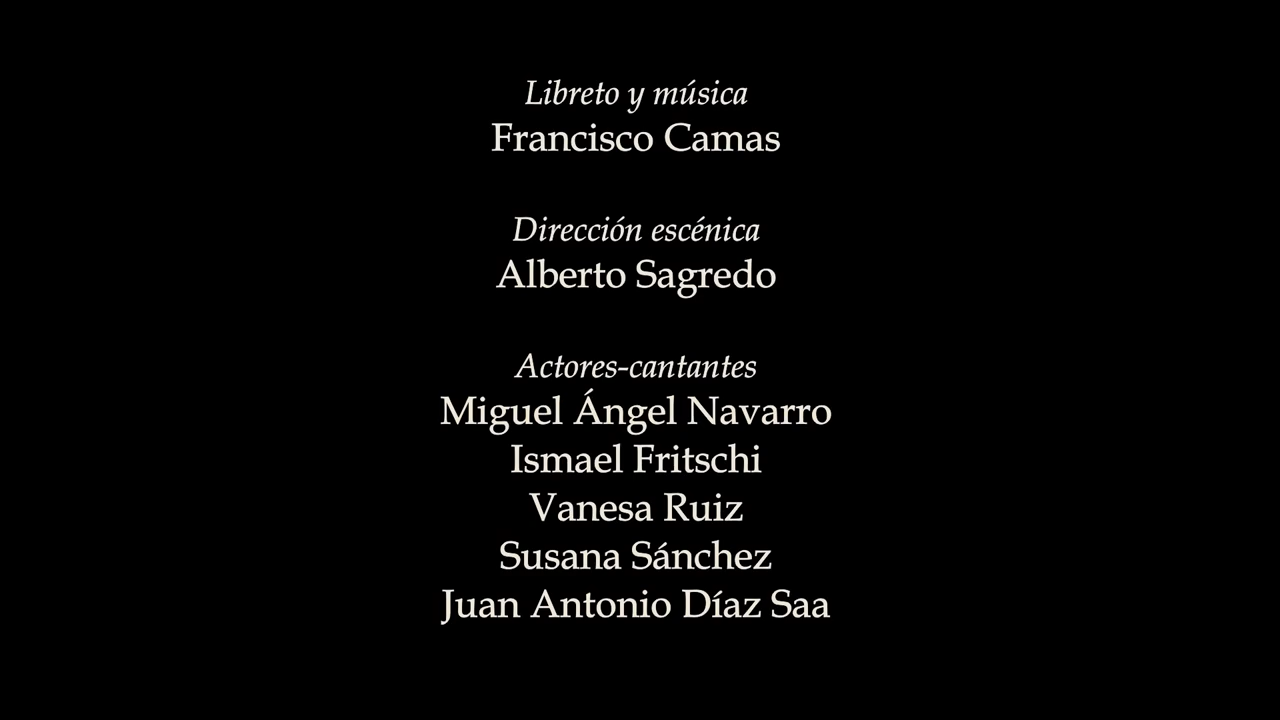 Libreto y música
Francisco Camas
Dirección escénica
Alberto Sagredo
Actores-cantantes
Miguel Ángel Navarro
Ismael Fritschi
Vanesa Ruiz
Susana Sánchez
Juan Antonio Díaz Saa